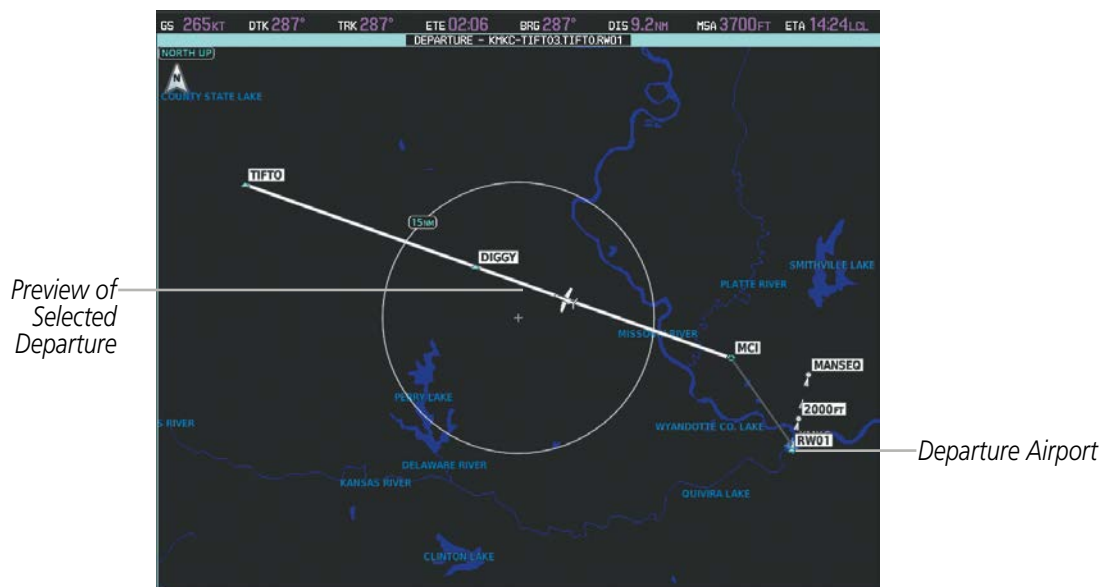 GS 265KT DTK 287° TRK 287° ETE 02:06 BRG 287° DIS 9.2NM MSA 3700FT ETA 14:24LCL
DEPARTURE – KMKC-TIFTO3.TIFTO.RW01
NORTH UP
N
COUNTY STATE LAKE
TIFTO
15NM
DIGGY
SMITHVILLE LAKE
PLATTE RIVER
Preview of
Selected
Departure
MISSOURI RIVER
MCI
MANSEQ
PERRY LAKE
2000FT
S RIVER
WYANDOTTE CO. LAKE
RW01
Departure Airport
DELAWARE RIVER
KANSAS RIVER
QUIVIRA LAKE
CLINTON LAKE